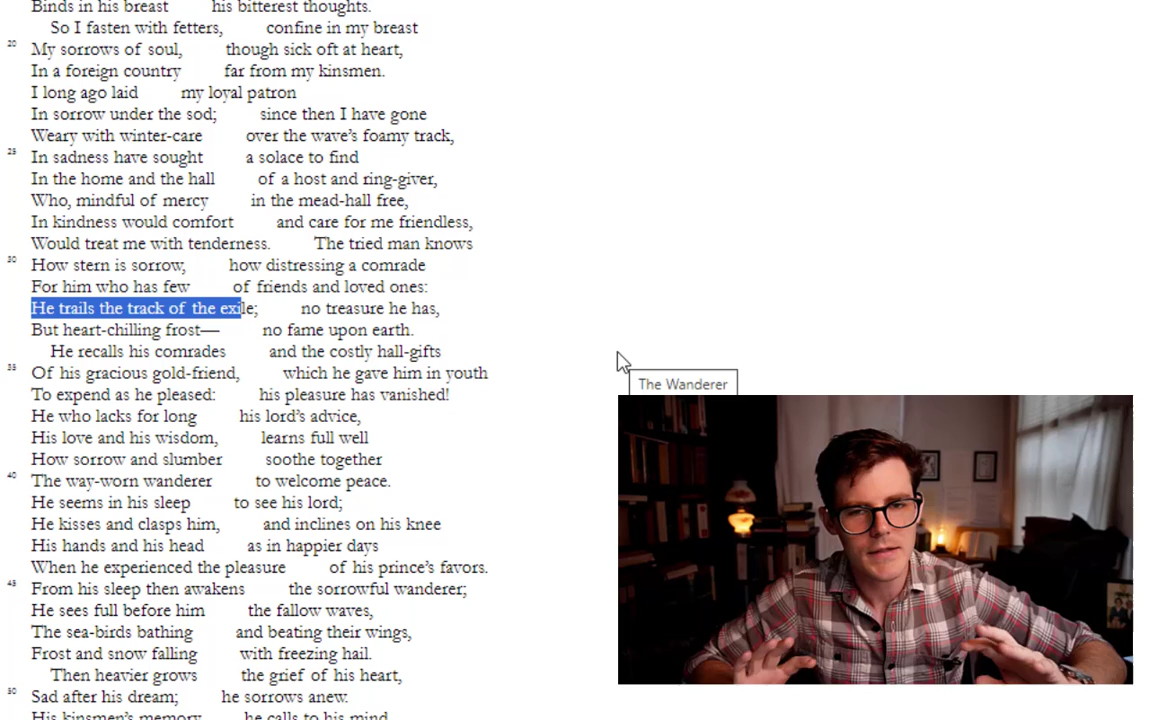 Binds in his breast his bitterest thoughts.
So I fasten with fetters, confine in my breast
20 My sorrows of soul, though sick oft at heart,
In a foreign country far from my kinsmen.
I long ago laid my loyal patron
In sorrow under the sod; since then I have gone
Weary with winter-care over the wave's foamy track,
25 In sadness have sought a solace to find
In the home and the hall of a host and ring-giver,
Who, mindful of mercy in the mead-hall free,
In kindness would comfort and care for me friendless,
Would treat me with tenderness. The tried man knows
30 How stern is sorrow, how distressing a comrade
For him who has few of friends and loved ones:
He trails the track of the exile; no treasure he has,
But heart-chilling frost— no fame upon earth.
He recalls his comrades and the costly hall-gifts
35 Of his gracious gold-friend, which he gave him in youth
To expend as he pleased: his pleasure has vanished!
He who lacks for long his lord's advice,
His love and his wisdom, learns full well
How sorrow and slumber soothe together
40 The way-worn wanderer to welcome peace.
He seems in his sleep to see his lord;
He kisses and clasps him, and inclines on his knee
His hands and his head as in happier days
When he experienced the pleasure of his prince's favors.
45 From his sleep then awakens the sorrowful wanderer;
He sees full before him the fallow waves,
The sea-birds bathing and beating their wings,
Frost and snow falling with freezing hail.
Then heavier grows the grief of his heart,
50 Sad after his dream; he sorrows anew.
His kinsmen's memory he calls to his mind
The Wanderer